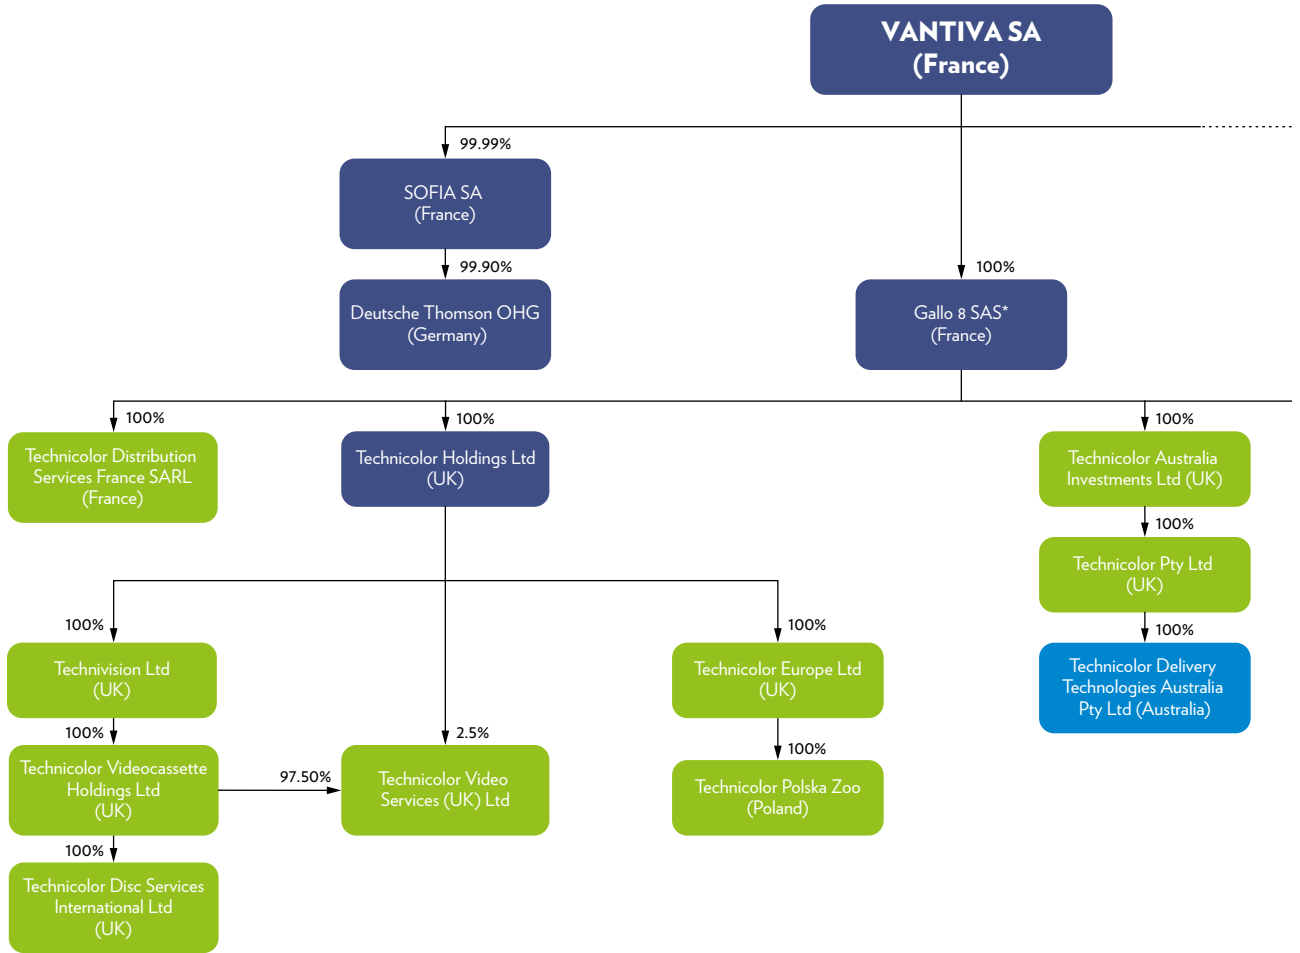 VANTIVA SA
(France)
99.99%
SOFIA SA
(France)
99.90%
100%
Deutsche Thomson OHG
(Germany)
Gallo 8 SAS*
(France)
100%
100%
100%
Technicolor Distribution
Services France SARL
(France)
Technicolor Holdings Ltd
(UK)
Technicolor Australia
Investments Ltd (UK)
100%
Technicolor Pty Ltd
(UK)
100%
100%
100%
Technivision Ltd
(UK)
Technicolor Europe Ltd
(UK)
Technicolor Delivery
Technologies Australia
Pty Ltd (Australia)
100%
2.5%
100%
Technicolor Videocassette
Holdings Ltd
(UK)
97.50%
Technicolor Video
Services (UK) Ltd
Technicolor Polska Zoo
(Poland)
100%
Technicolor Disc Services
International Ltd
(UK)